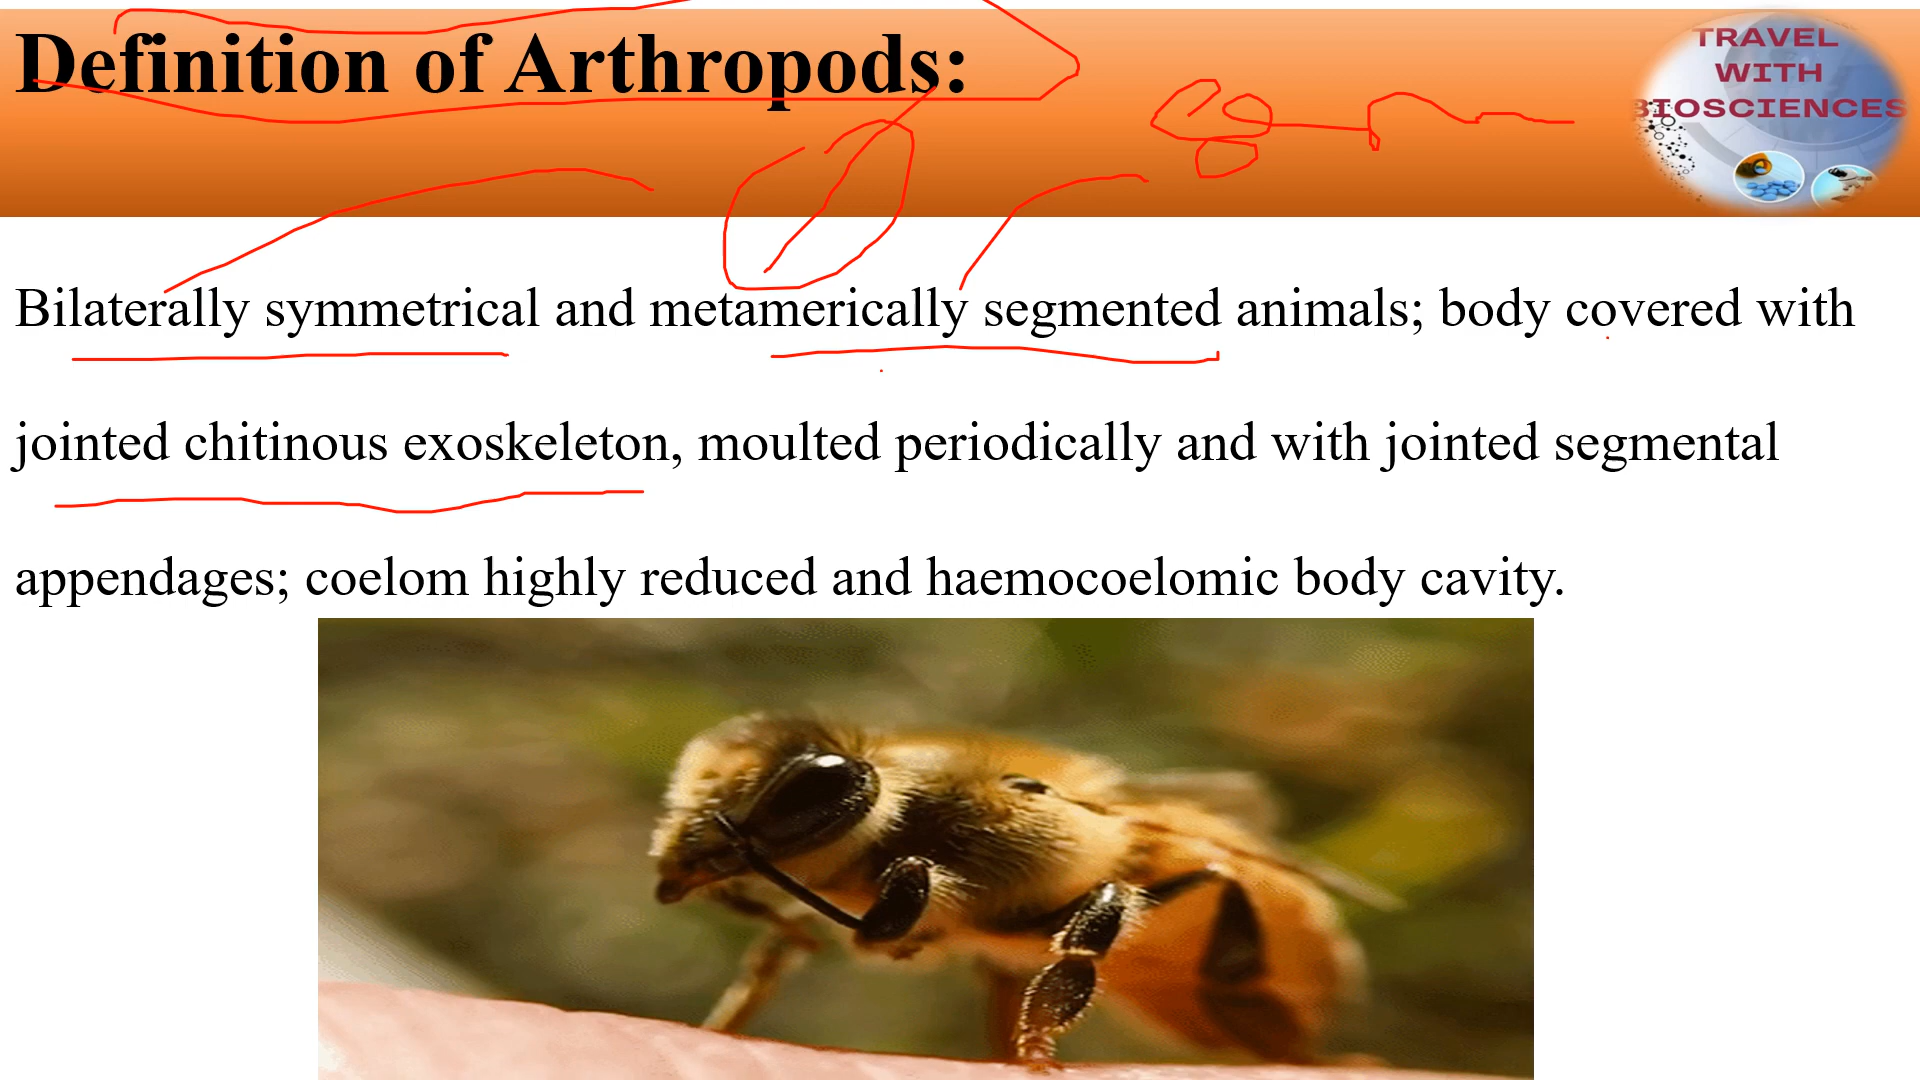 Definition of Arthropods:
TRAVEL
WITH
BIOSCIENCES
Bilaterally symmetrical and metamerically segmented animals; body covered with
jointed chitinous exoskeleton, moulted periodically and with jointed segmental
appendages; coelom highly reduced and haemocoelomic body cavity.